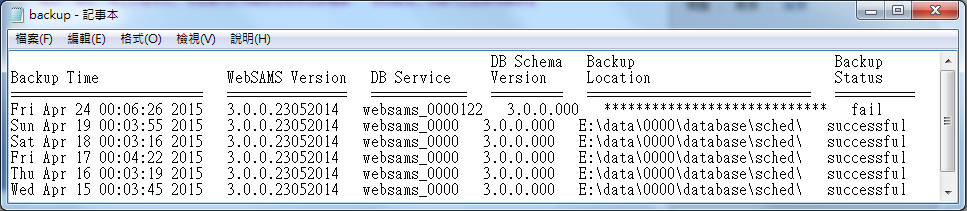 backup - 記事本
檔案(F) 編輯(E) 格式(O) 檢視(V) 說明(H)
DB Schema Backup Backup
Backup Time WebSAMS Version DB Service Version Location Status
Fri Apr 24 00:06:26 2015 3.0.0.23052014 websams_0000122 3.0.0.000 **************************** fail
Sun Apr 19 00:03:55 2015 3.0.0.23052014 websams_0000 3.0.0.000 E:\data\0000\database\sched\ successful
Sat Apr 18 00:03:16 2015 3.0.0.23052014 websams_0000 3.0.0.000 E:\data\0000\database\sched\ successful
Fri Apr 17 00:04:22 2015 3.0.0.23052014 websams_0000 3.0.0.000 E:\data\0000\database\sched\ successful
Thu Apr 16 00:03:19 2015 3.0.0.23052014 websams_0000 3.0.0.000 E:\data\0000\database\sched\ successful
Wed Apr 15 00:03:45 2015 3.0.0.23052014 websams_0000 3.0.0.000 E:\data\0000\database\sched\ successful